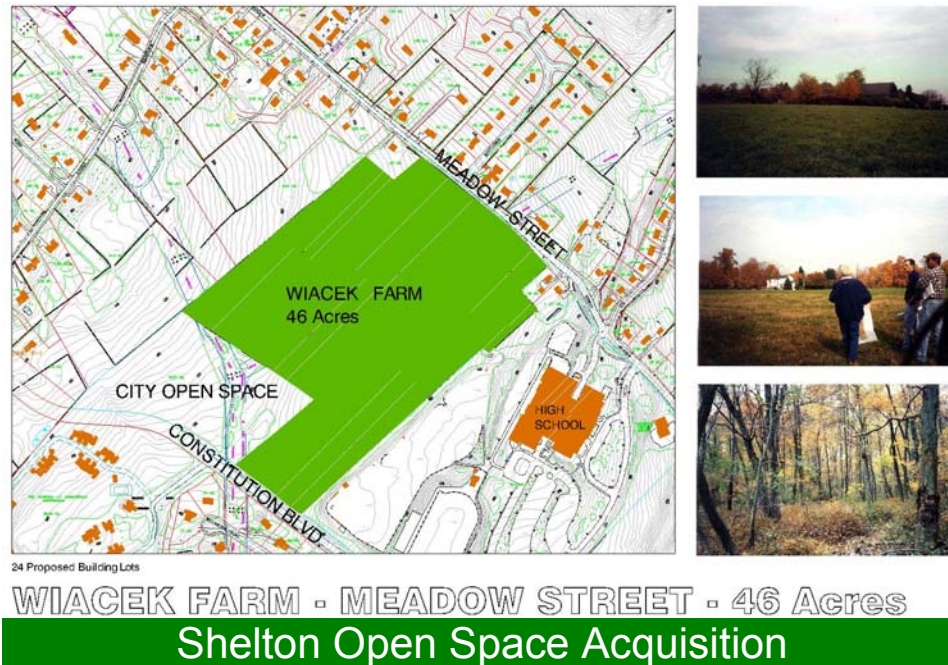 MEADOW STREET
WIACEK FARM
46 Acres
CITY OPEN SPACE
HIGH
SCHOOL
CONSTITUTION BLVD.
24 Proposed Building Lots
WIACEK FARM - MEADOW STREET - 46 Acres
Shelton Open Space Acquisition